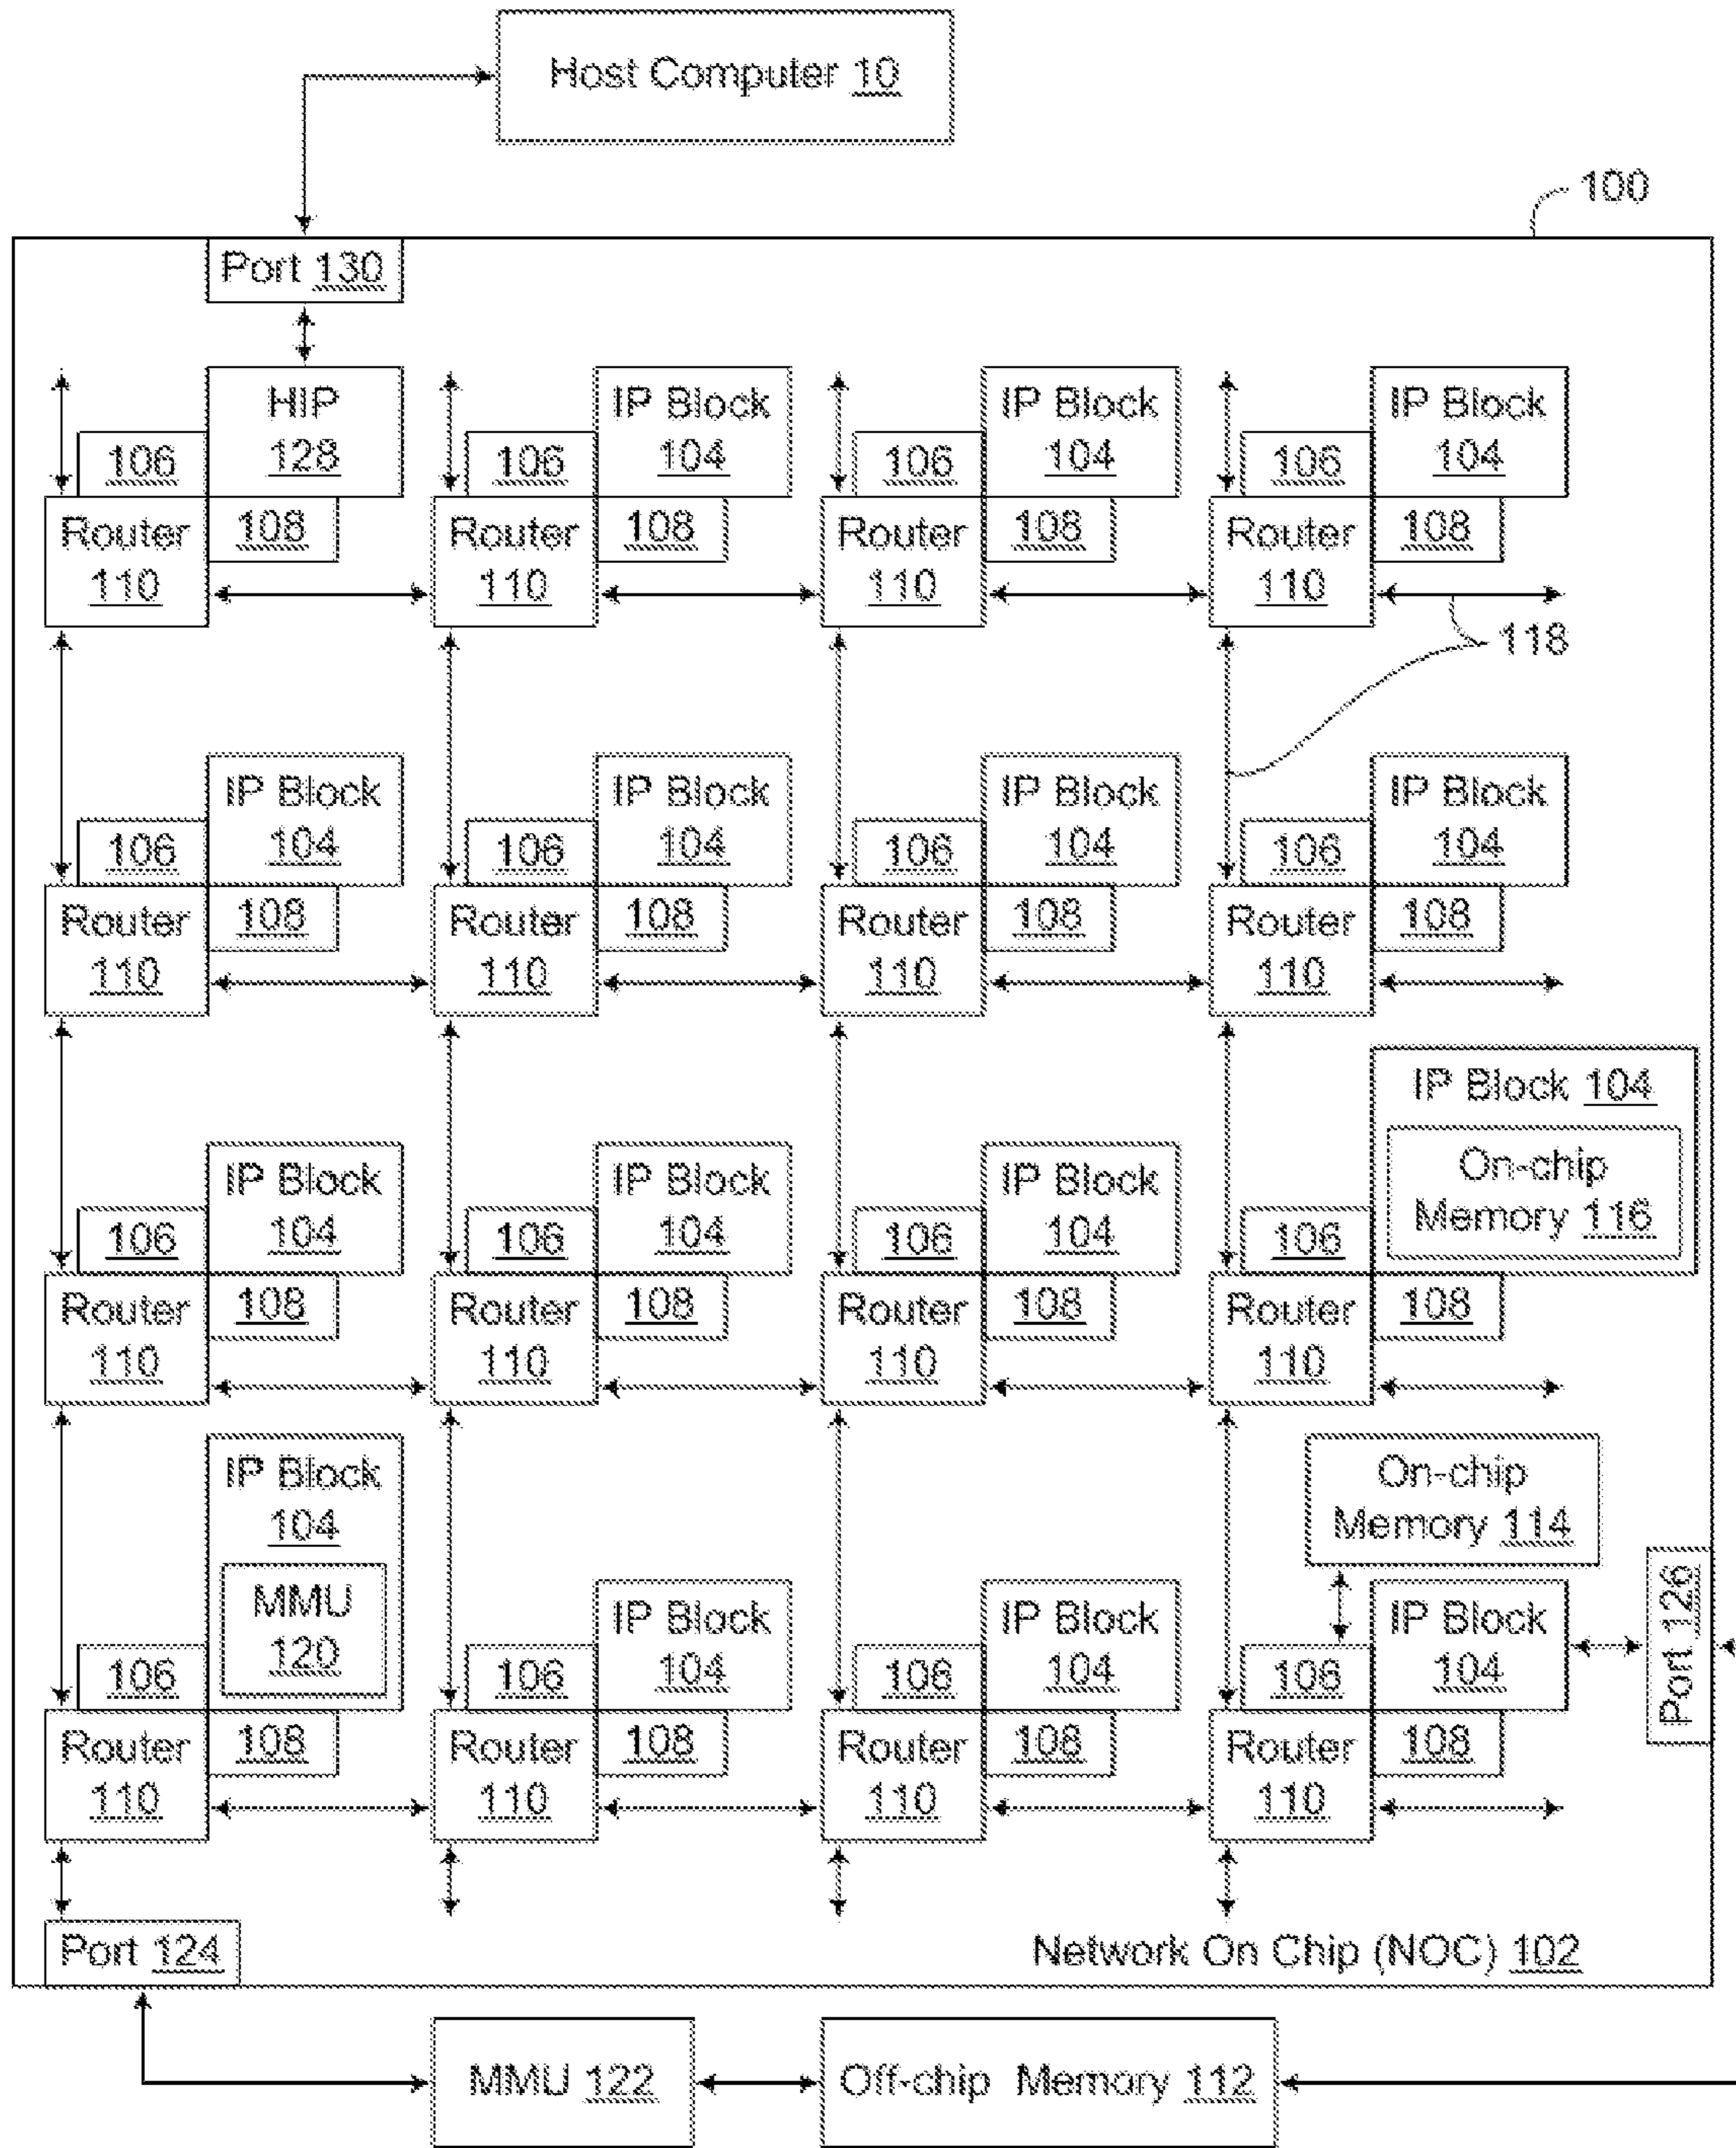 Host Computer 10
100
Port 130
HIP
128
106
Router
110
108
IP Block
104
106
Router
110
108
IP Block
104
106
Router
110
108
IP Block
104
106
Router
110
108
118
IP Block
104
106
Router
110
108
IP Block
104
106
Router
110
108
IP Block
104
106
Router
110
108
IP Block
104
106
Router
110
108
IP Block
104
106
Router
110
108
IP Block
104
106
Router
110
108
IP Block
104
106
Router
110
108
IP Block 104
On-chip
Memory 116
106
Router
110
108
IP Block
104
MMU
120
106
Router
110
108
IP Block
104
106
Router
110
108
IP Block
104
106
Router
110
108
On-chip
Memory 114
IP Block
104
106
Router
110
108
Port 126
Port 124
Network On Chip (NOC) 102
MMU 122
Off-chip Memory 112